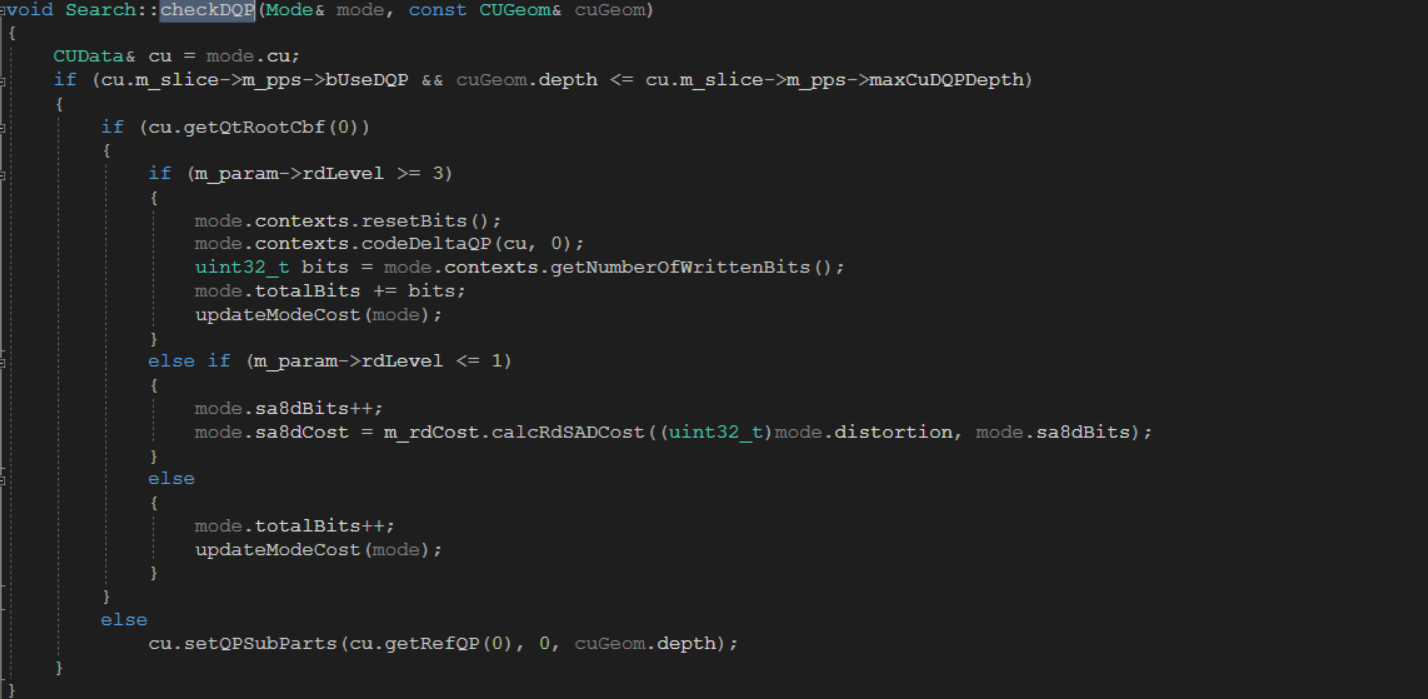 void Search::checkDQP(Mode& mode, const CUGeom& cuGeom)
{
    CUData& cu = mode.cu;
    if (cu.m_slice->m_pps->bUseDQP && cuGeom.depth <= cu.m_slice->m_pps->maxCuDQPDepth)
    {
        if (cu.getQtRootCbf(0))
        {
            if (m_param->rdLevel >= 3)
            {
                mode.contexts.resetBits();
                mode.contexts.codeDeltaQP(cu, 0);
                uint32_t bits = mode.contexts.getNumberOfWrittenBits();
                mode.totalBits += bits;
                updateModeCost(mode);
            }
            else if (m_param->rdLevel <= 1)
            {
                mode.sa8dBits++;
                mode.sa8dCost = m_rdCost.calcRdSADCost((uint32_t)mode.distortion, mode.sa8dBits);
            }
            else
            {
                mode.totalBits++;
                updateModeCost(mode);
            }
        }
        else
            cu.setQPSubParts(cu.getRefQP(0), 0, cuGeom.depth);
    }
}